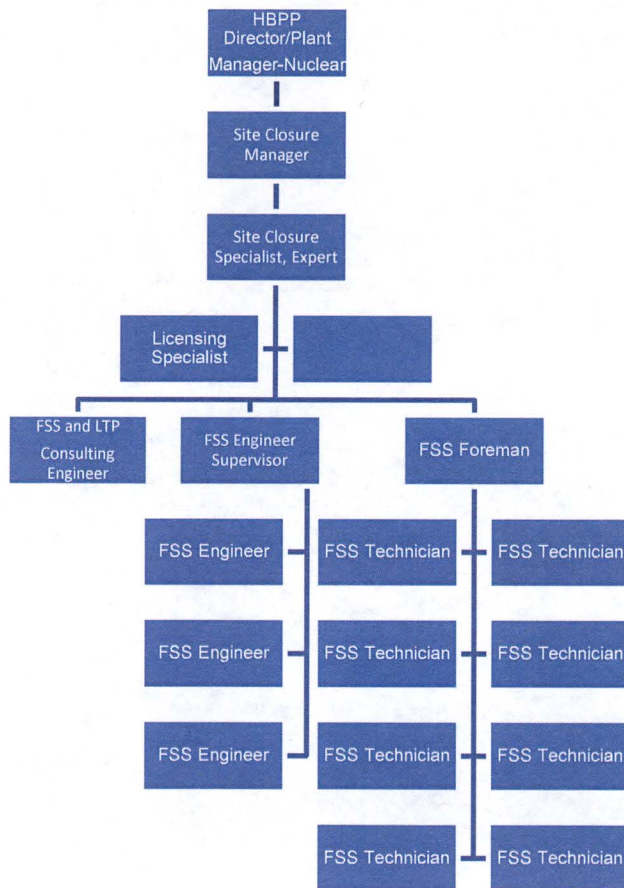 HBPP
Director/Plant
Manager-Nuclear
Site Closure
Manager
Site Closure
Specialist, Expert
Licensing
Specialist
FSS and LTP
Consulting
Engineer
FSS Engineer
Supervisor
FSS Foreman
FSS Engineer
FSS Technician
FSS Technician
FSS Engineer
FSS Technician
FSS Technician
FSS Engineer
FSS Technician
FSS Technician
FSS Technician
FSS Technician